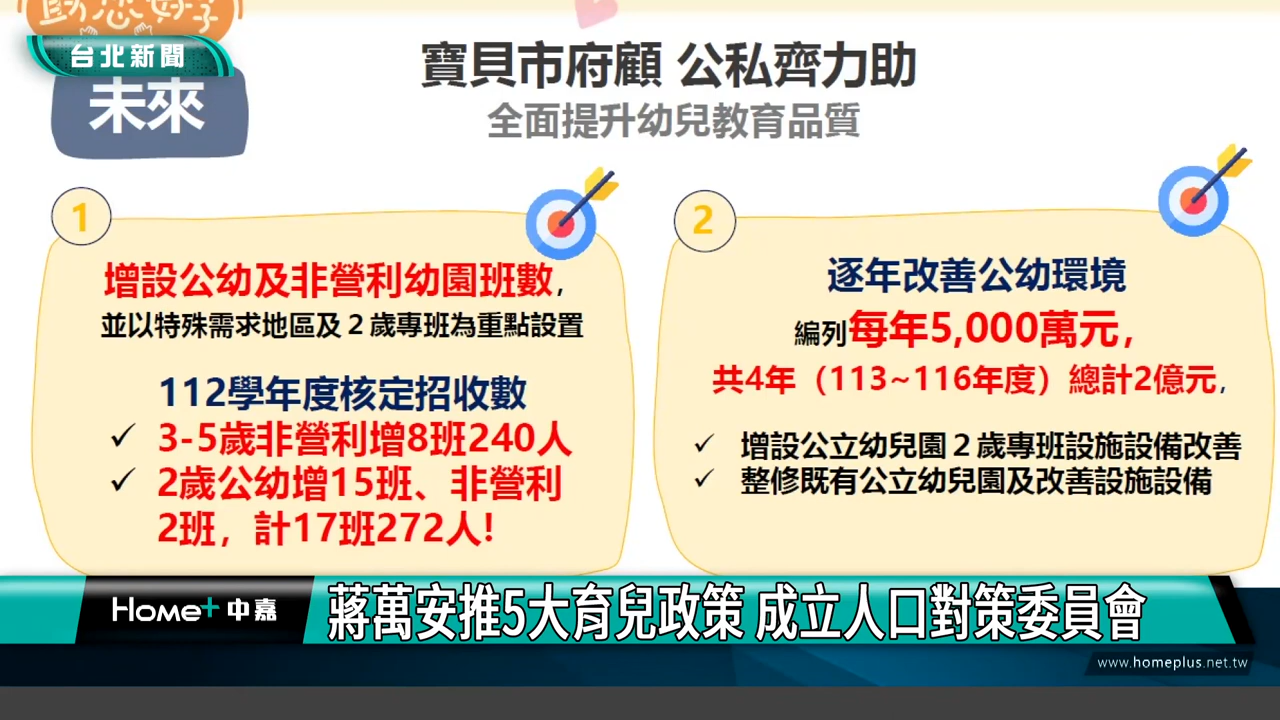 助您好孕
台北新聞
未來
寶貝市府顧 公私齊力助
全面提升幼兒教育品質
1
增設公幼及非營利幼園班數,
並以特殊需求地區及2歲專班為重點設置
112學年度核定招收數
✓ 3-5歲非營利增8班240人
✓ 2歲公幼增15班、非營利
2班，計17班272人!
2
逐年改善公幼環境
編列每年5,000萬元，
共4年（113~116年度）總計2億元,
✓ 增設公立幼兒園2歲專班設施設備改善
✓ 整修既有公立幼兒園及改善設施設備
Home+中嘉
蔣萬安推5大育兒政策 成立人口對策委員會
www.homeplus.net.tw